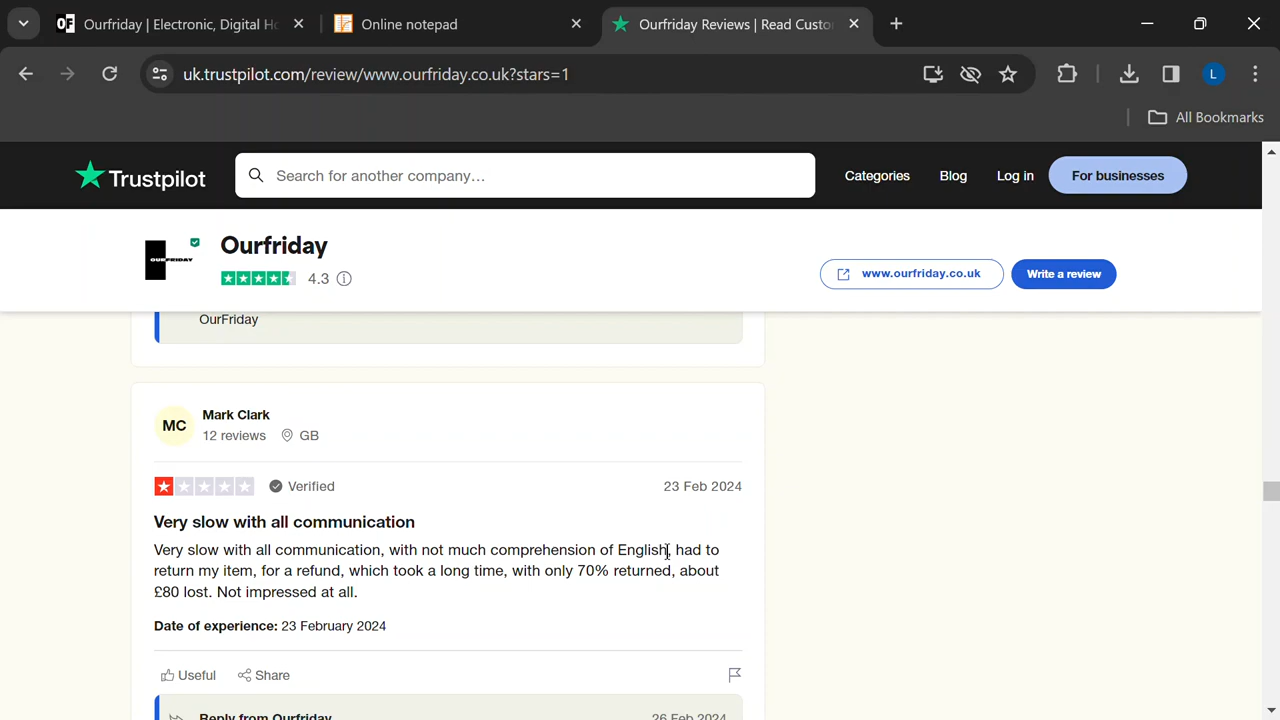 OF Ourfriday | Electronic, Digital Ho
Online notepad
Ourfriday Reviews | Read Custo
uk.trustpilot.com/review/www.ourfriday.co.uk?stars=1
L
All Bookmarks
Trustpilot
Search for another company...
Categories
Blog
Log in
For businesses
OURFRIDAY
Ourfriday
4.3
www.ourfriday.co.uk
Write a review
OurFriday
MC
Mark Clark
12 reviews
GB
Verified
23 Feb 2024
Very slow with all communication
Very slow with all communication, with not much comprehension of English, had to
return my item, for a refund, which took a long time, with only 70% returned, about
£80 lost. Not impressed at all.
Date of experience: 23 February 2024
Useful
Share
Reply from Ourfriday
26 Feb 2024